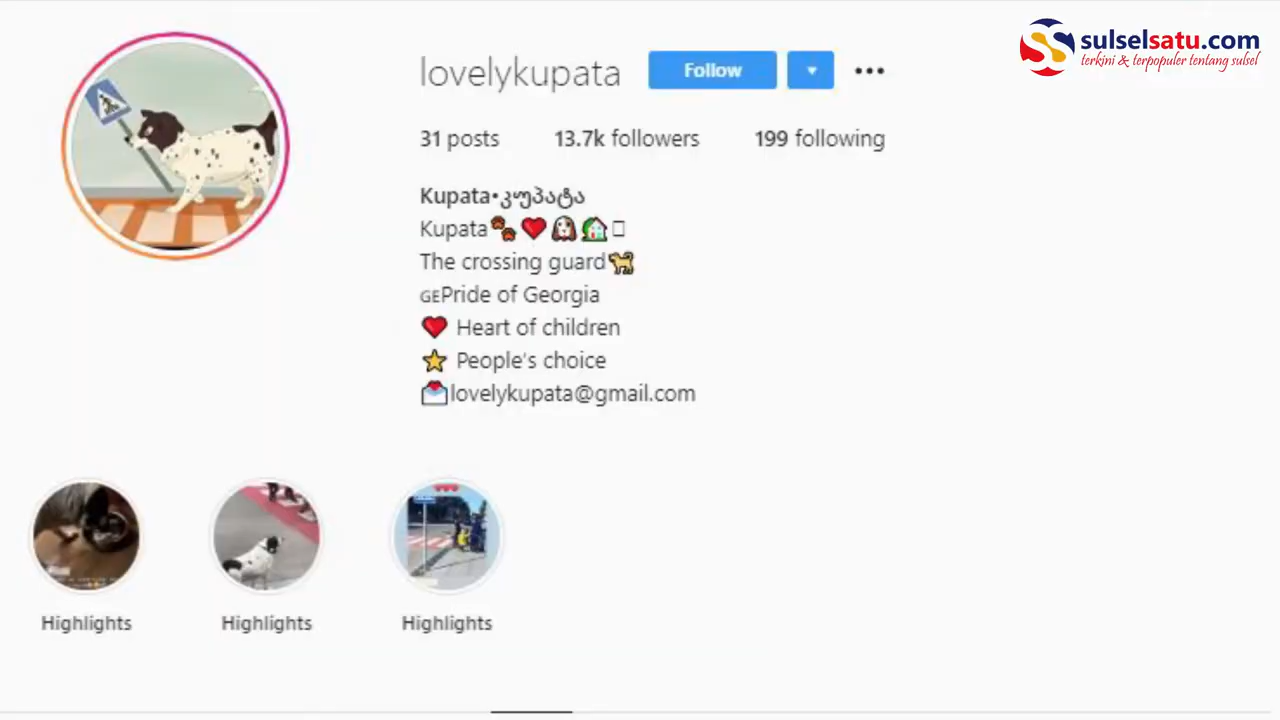 sulselsatu.com
terkini & terpopuler tentang sulsel
lovelykupata Follow
31 posts 13.7k followers 199 following
Kupata•კუპატა
Kupata🐾❤️🐶🏡
The crossing guard🐕
GEPride of Georgia
❤️ Heart of children
⭐ People's choice
💌lovelykupata@gmail.com
Highlights Highlights Highlights